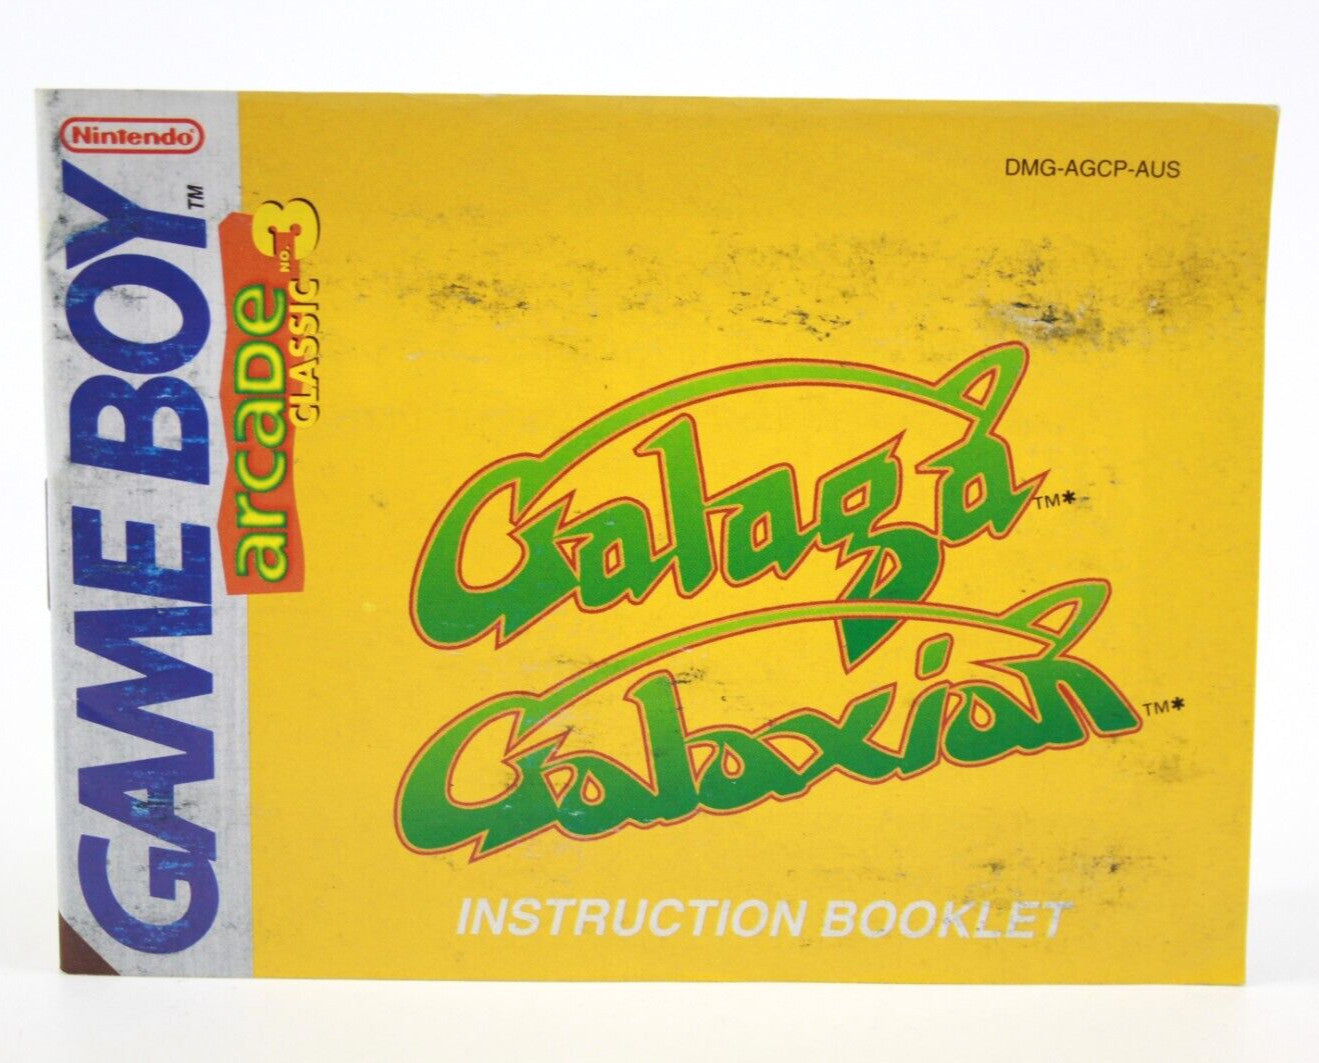 Nintendo®
GAME BOY™
arcade
CLASSIC NO. 3
DMG-AGCP-AUS
Galaga™*
Galaxian™*
INSTRUCTION BOOKLET